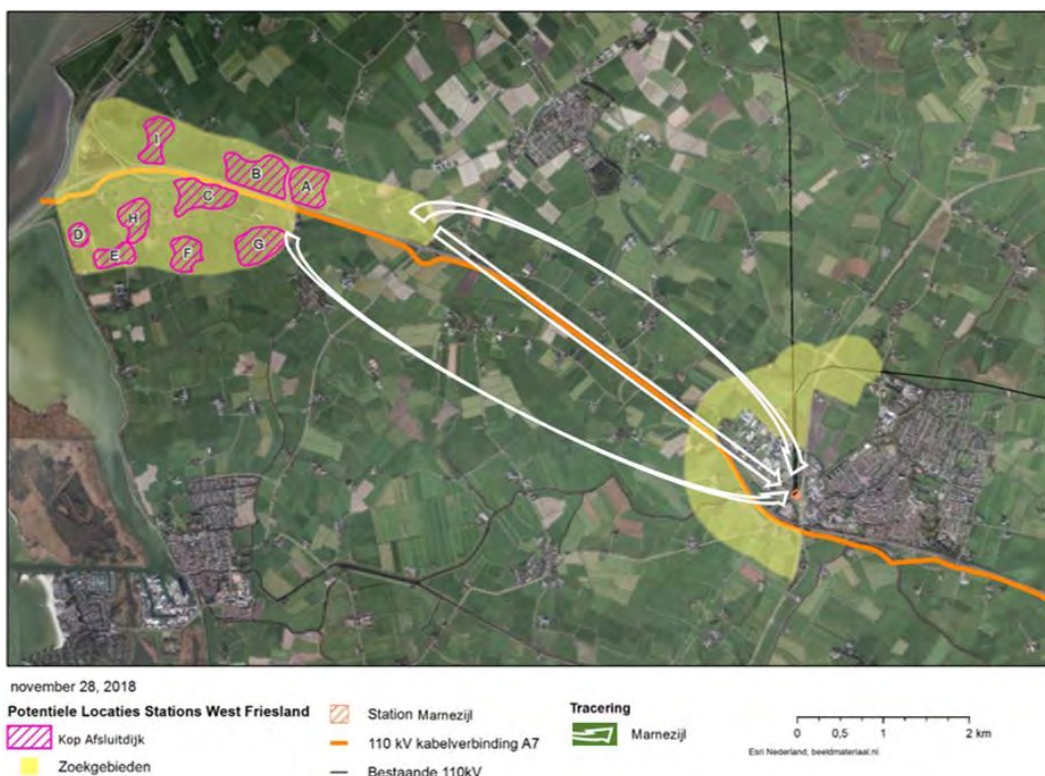 I
B
A
C
H
D
G
E
F
november 28, 2018
Potentiele Locaties Stations West Friesland
Kop Afsluitdijk
Zoekgebieden
Station Marnezijl
110 kV kabelverbinding A7
Bestaande 110kV
Tracering
Marnezijl
0 0,5 1 2 km
Esri Nederland, beeldmateriaal.nl